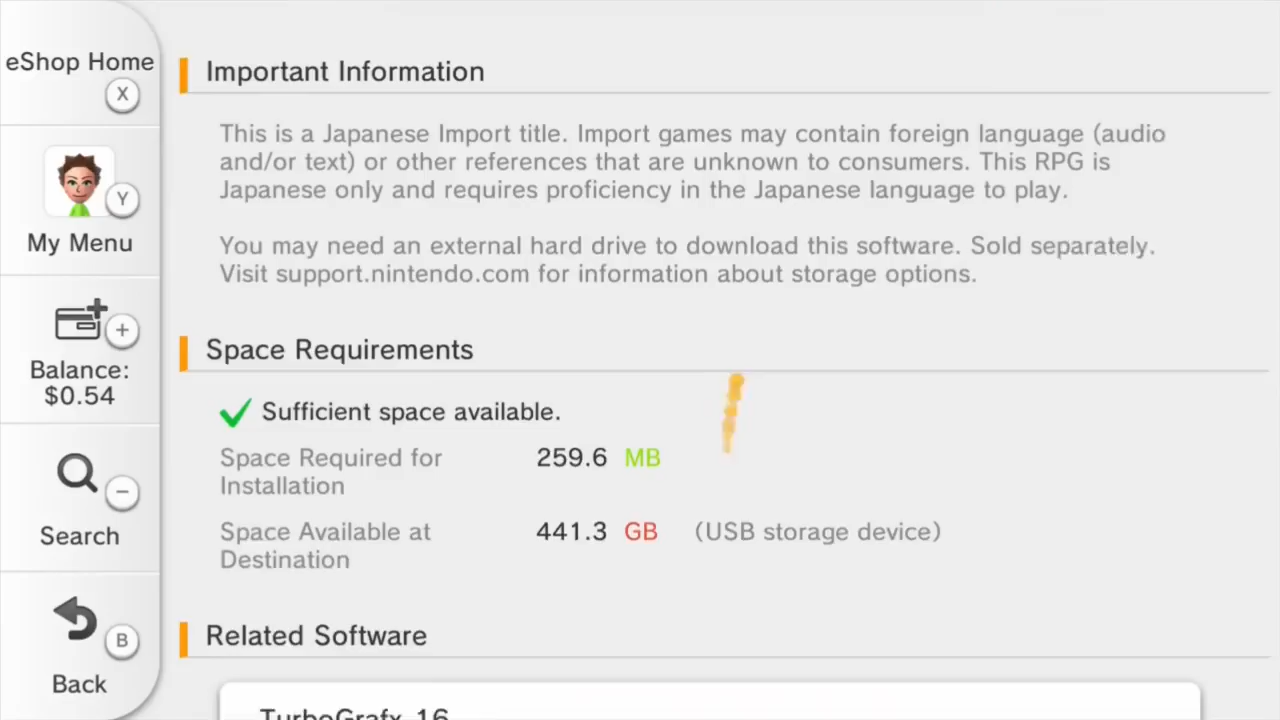 eShop Home
X
Y
My Menu
+
Balance:
$0.54
−
Search
B
Back
Important Information
This is a Japanese Import title. Import games may contain foreign language (audio
and/or text) or other references that are unknown to consumers. This RPG is
Japanese only and requires proficiency in the Japanese language to play.
You may need an external hard drive to download this software. Sold separately.
Visit support.nintendo.com for information about storage options.
Space Requirements
Sufficient space available.
Space Required for
Installation
259.6 MB
Space Available at
Destination
441.3 GB (USB storage device)
Related Software
TurboGrafx 16